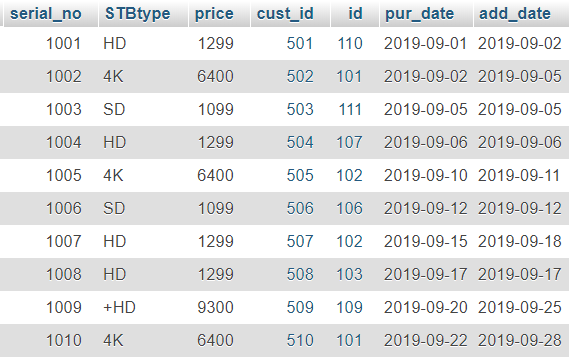 serial_no STBtype price cust_id id pur_date add_date
1001 HD 1299 501 110 2019-09-01 2019-09-02
1002 4K 6400 502 101 2019-09-02 2019-09-05
1003 SD 1099 503 111 2019-09-05 2019-09-05
1004 HD 1299 504 107 2019-09-06 2019-09-06
1005 4K 6400 505 102 2019-09-10 2019-09-11
1006 SD 1099 506 106 2019-09-12 2019-09-12
1007 HD 1299 507 102 2019-09-15 2019-09-18
1008 HD 1299 508 103 2019-09-17 2019-09-17
1009 +HD 9300 509 109 2019-09-20 2019-09-25
1010 4K 6400 510 101 2019-09-22 2019-09-28